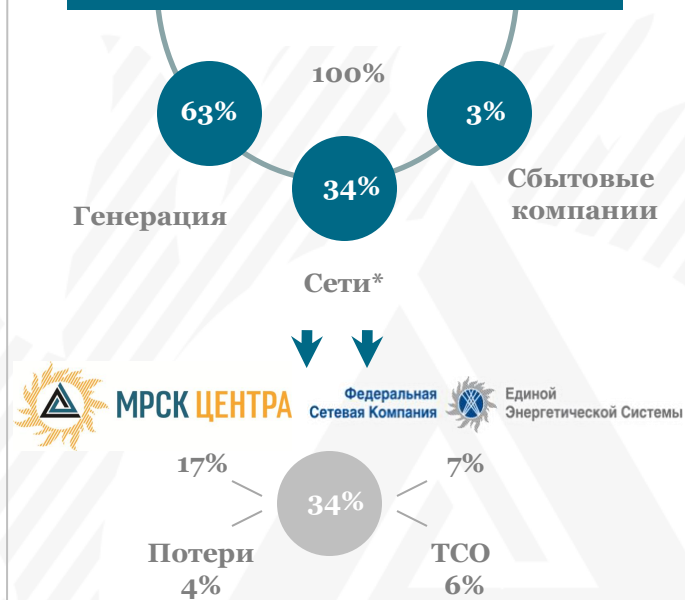 100%
63%
3%
34%
Сбытовые
компании
Генерация
Сети*
МРСК ЦЕНТРА
Федеральная
Сетевая Компания
Единой
Энергетической Системы
17%
7%
34%
Потери
4%
ТСО
6%